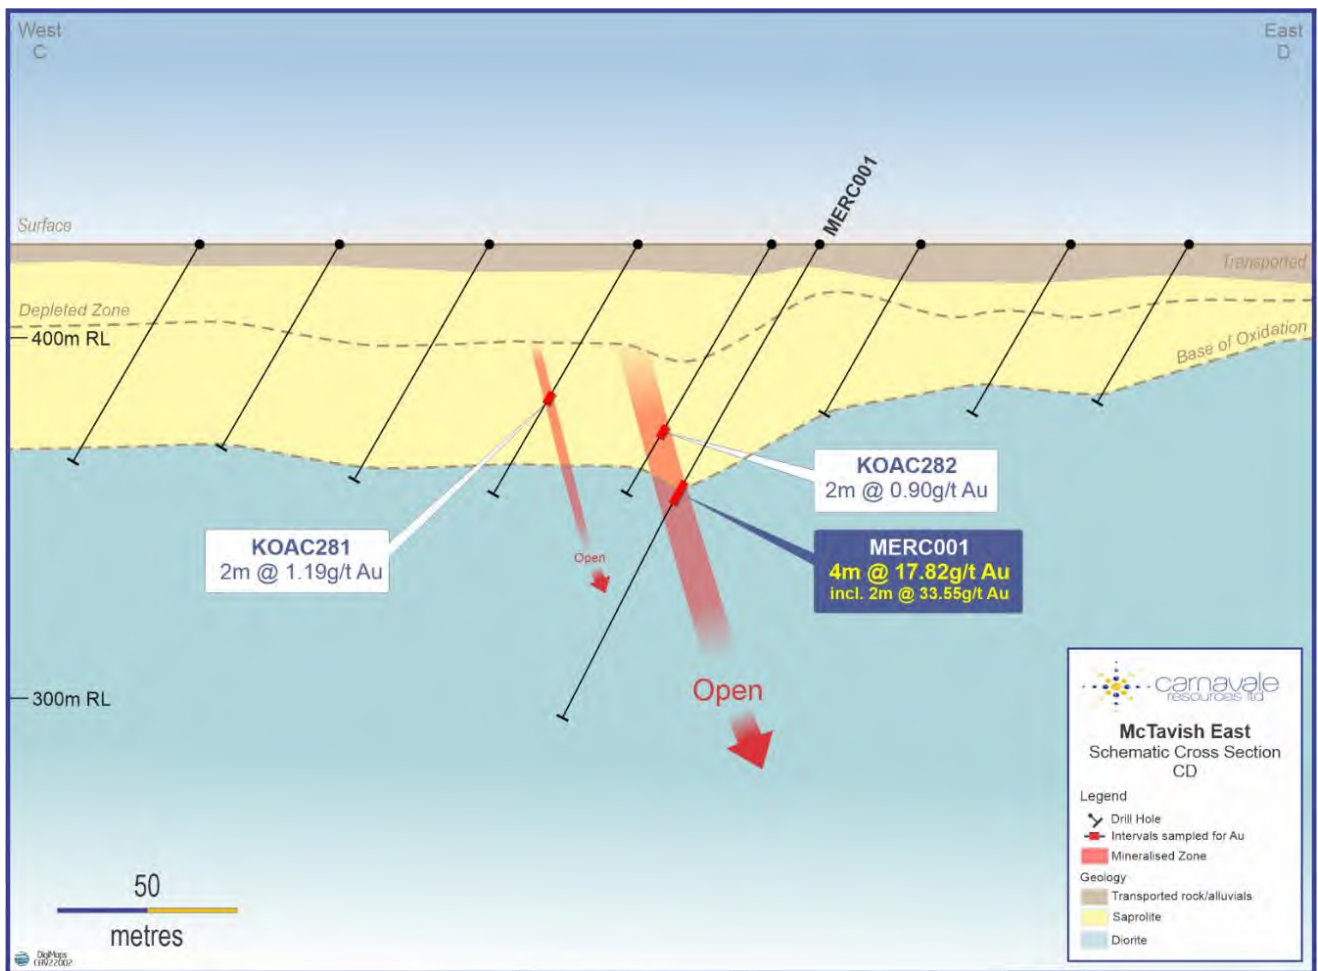 West
C
East
D
MERC001
Surface
Transported
Depleted Zone
400m RL
Base of Oxidation
KOAC282
2m @ 0.90g/t Au
KOAC281
2m @ 1.19g/t Au
MERC001
4m @ 17.82g/t Au
incl. 2m @ 33.55g/t Au
Open
Open
300m RL
carnavale
resources ltd
McTavish East
Schematic Cross Section
CD
Legend
Drill Hole
Intervals sampled for Au
Mineralised Zone
Geology
Transported rock/alluvials
Saprolite
Diorite
50
metres
DigiMaps
CAV22002